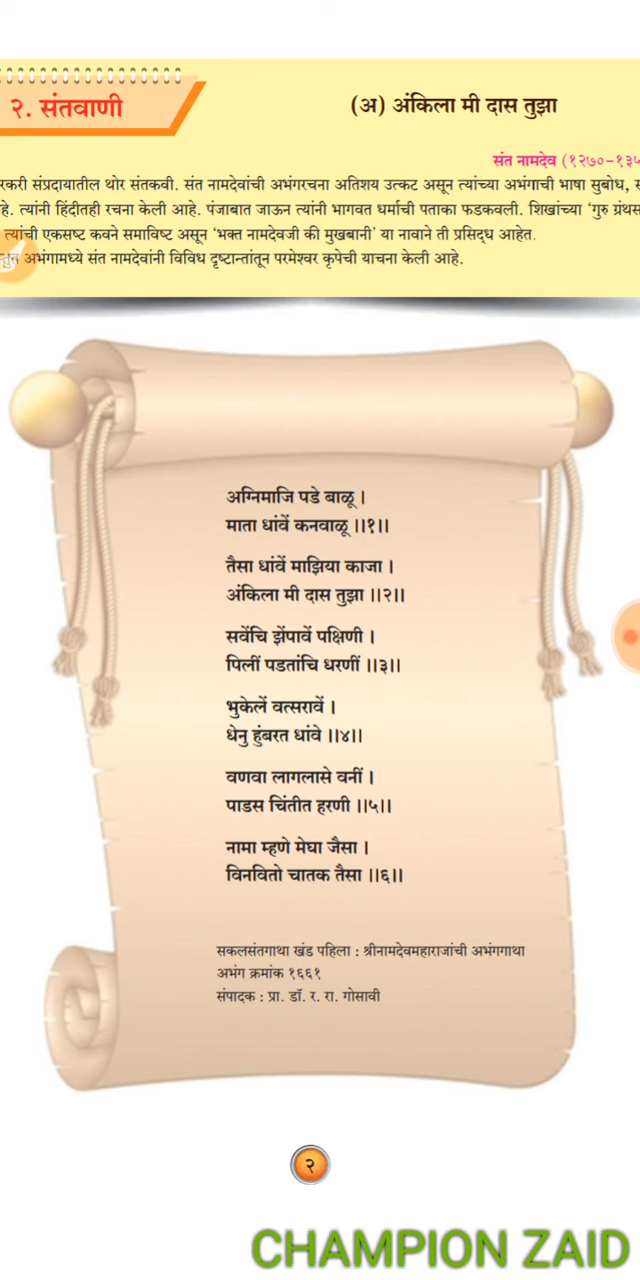 २. संतवाणी
(अ) अंकिला मी दास तुझा
संत नामदेव (१२७०-१३५
रकरी संप्रदायातील थोर संतकवी. संत नामदेवांची अभंगरचना अतिशय उत्कट असून त्यांच्या अभंगाची भाषा सुबोध,
हे. त्यांनी हिंदीतही रचना केली आहे. पंजाबात जाऊन त्यांनी भागवत धर्माची पताका फडकवली. शिखांच्या ‘गुरु ग्रंथस
त्यांची एकसष्ट कवने समाविष्ट असून ‘भक्त नामदेवजी की मुखबानी’ या नावाने ती प्रसिद्ध आहेत.
अभंगामध्ये संत नामदेवांनी विविध दृष्टान्तांतून परमेश्वर कृपेची याचना केली आहे.
अग्निमाजि पडे बाळू ।
माता धांवें कनवाळू ।।१।।
तैसा धांवें माझिया काजा ।
अंकिला मी दास तुझा ।।२।।
सवेंचि झेंपावें पक्षिणी ।
पिलीं पडतांचि धरणीं ।।३।।
भुकेलें वत्सरावें ।
धेनु हुंबरत धांवे ।।४।।
वणवा लागलासे वनीं ।
पाडस चिंतीत हरणी ।।५।।
नामा म्हणे मेघा जैसा ।
विनवितो चातक तैसा ।।६।।
सकलसंतगाथा खंड पहिला : श्रीनामदेवमहाराजांची अभंगगाथा
अभंग क्रमांक १६६१
संपादक : प्रा. डॉ. र. रा. गोसावी
२
CHAMPION ZAID